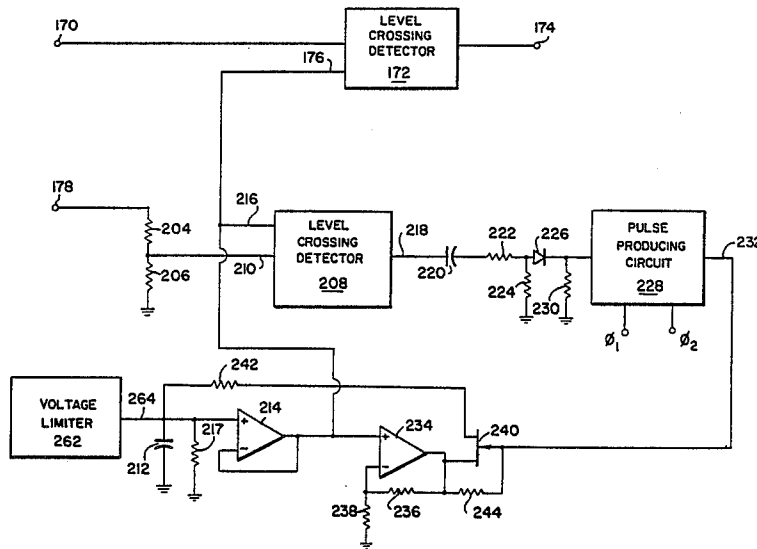 170
LEVEL
CROSSING
DETECTOR
172
174
176
178
204
206
216
210
LEVEL
CROSSING
DETECTOR
208
218
220
222
224
226
230
PULSE
PRODUCING
CIRCUIT
228
232
ø1
ø2
VOLTAGE
LIMITER
262
264
242
212
217
+
-
214
+
-
234
240
238
236
244